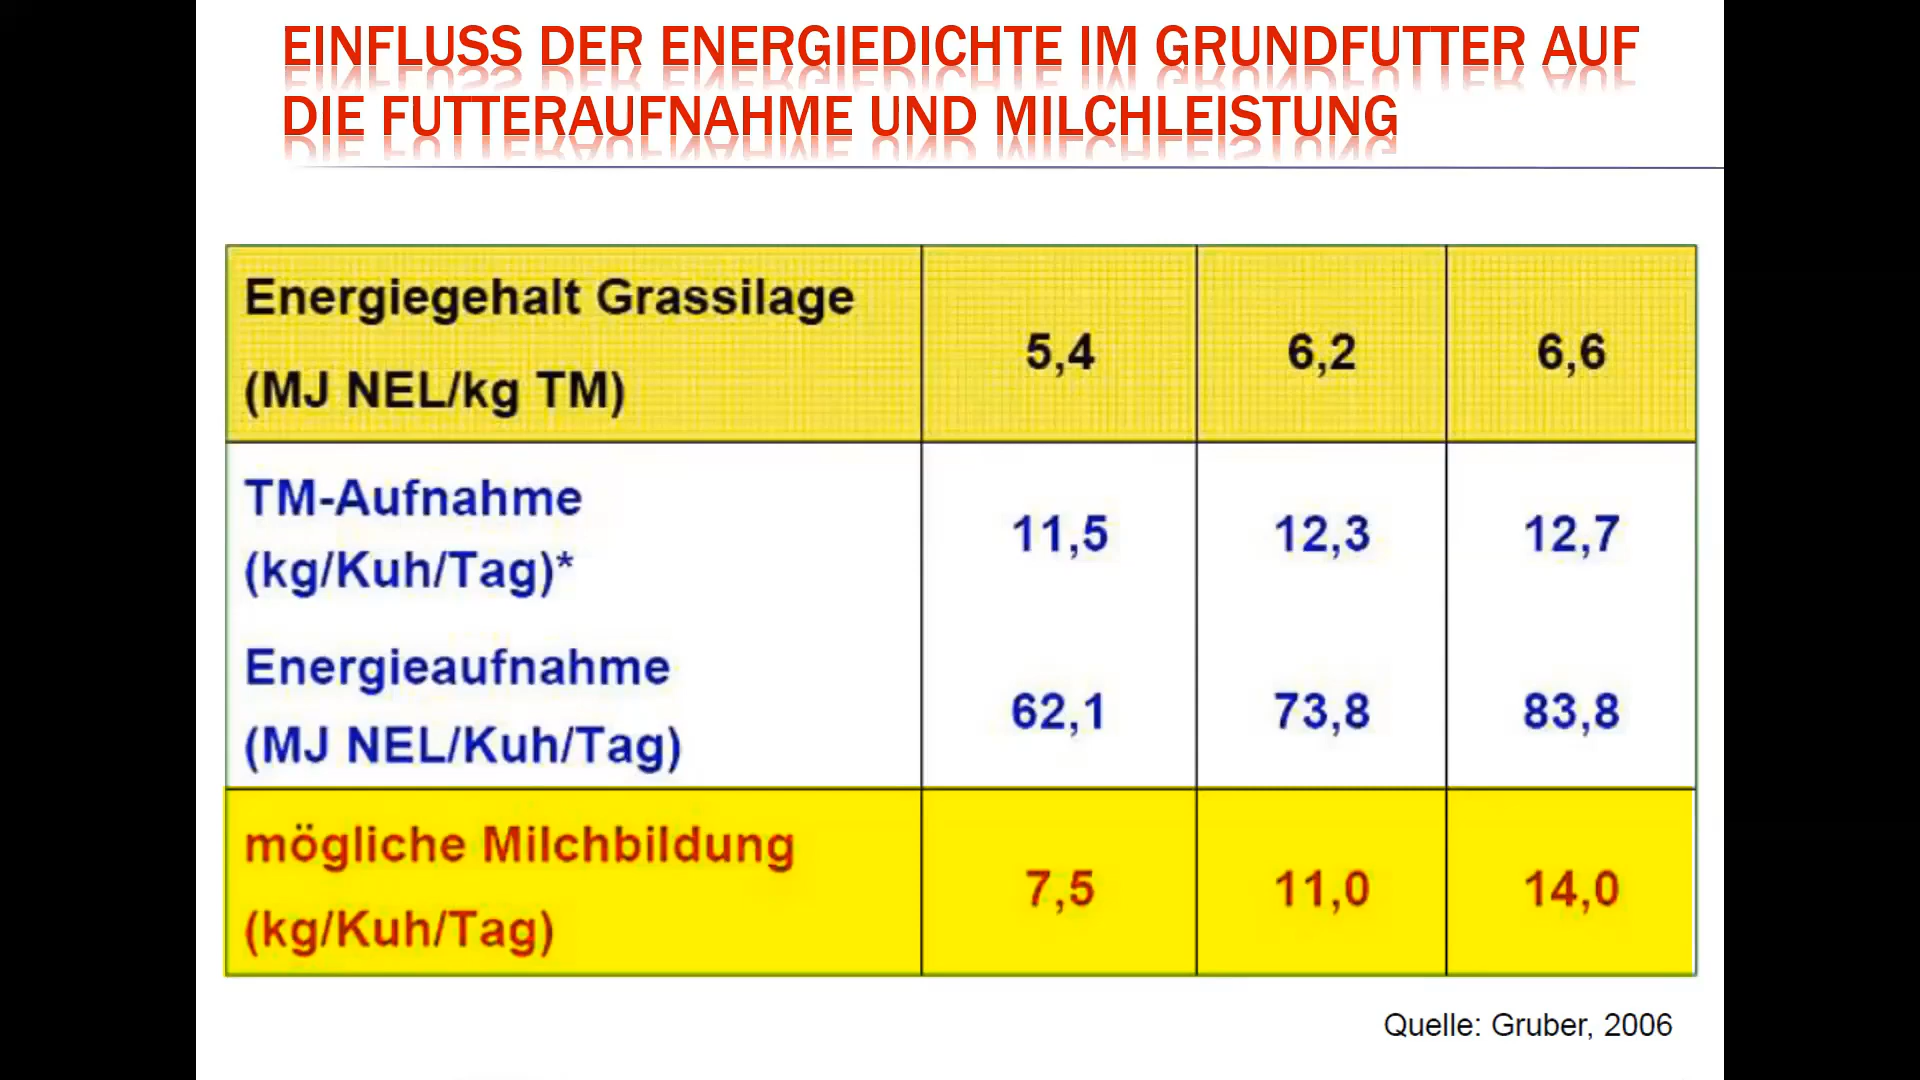 EINFLUSS DER ENERGIEDICHTE IM GRUNDFUTTER AUF
DIE FUTTERAUFNAHME UND MILCHLEISTUNG
Energiegehalt Grassilage
(MJ NEL/kg TM)
5,4 6,2 6,6
TM-Aufnahme
(kg/Kuh/Tag)*
11,5 12,3 12,7
Energieaufnahme
(MJ NEL/Kuh/Tag)
62,1 73,8 83,8
mögliche Milchbildung
(kg/Kuh/Tag)
7,5 11,0 14,0
Quelle: Gruber, 2006